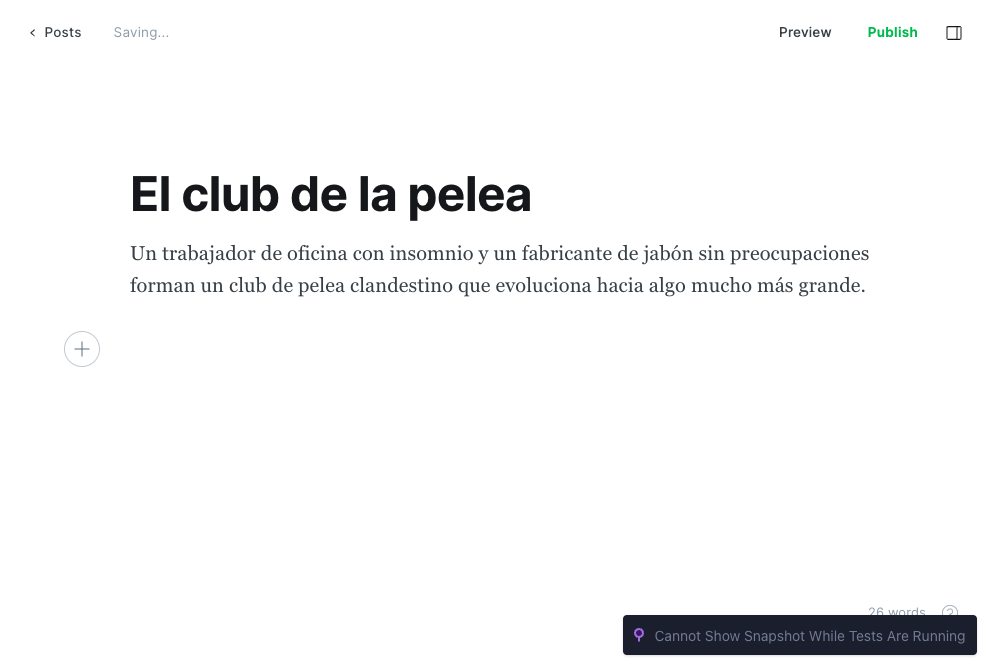 Posts
Saving...
Preview
Publish
El club de la pelea
Un trabajador de oficina con insomnio y un fabricante de jabón sin preocupaciones
forman un club de pelea clandestino que evoluciona hacia algo mucho más grande.
26 words
Cannot Show Snapshot While Tests Are Running